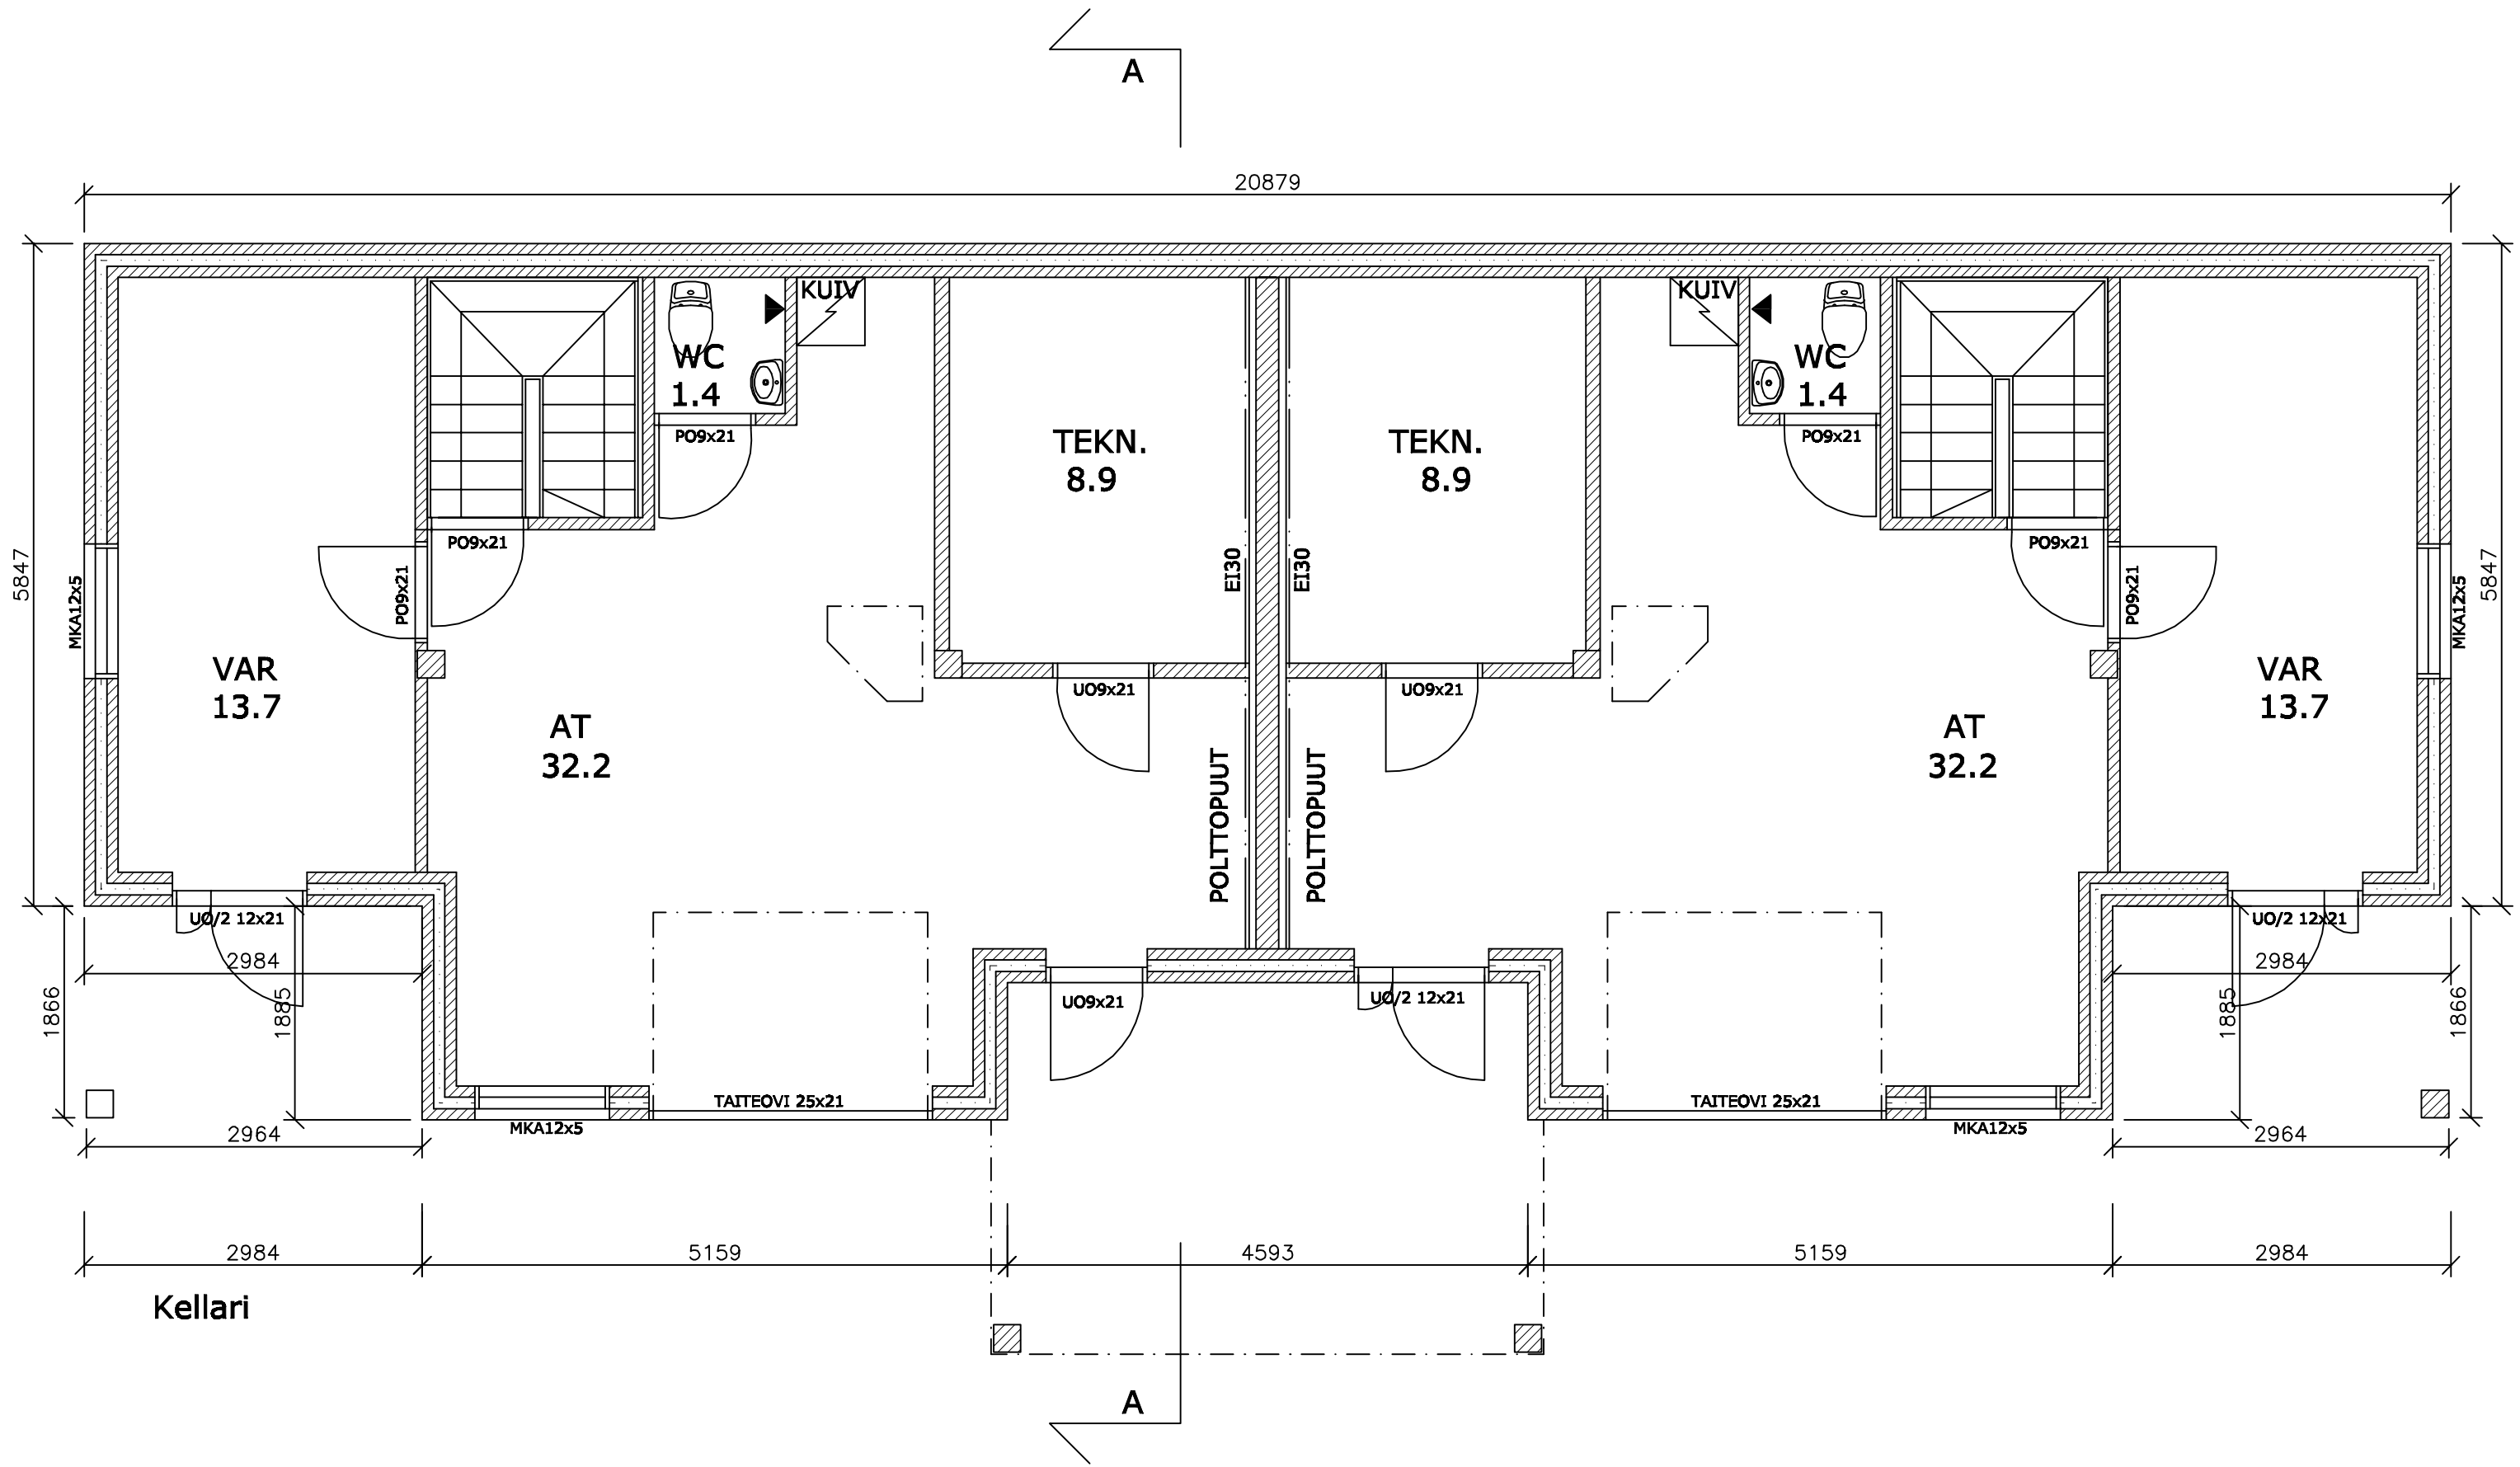 A
20879
KUIV
KUIV
WC
1.4
WC
1.4
PO9x21
PO9x21
TEKN.
8.9
TEKN.
8.9
PO9x21
PO9x21
PO9x21
PO9x21
EI30
EI30
5847
5847
MKA12x5
MKA12x5
VAR
13.7
VAR
13.7
UO9x21
UO9x21
AT
32.2
AT
32.2
POLTTOPUUT
POLTTOPUUT
UO/2 12x21
UO/2 12x21
2984
2984
1866
1885
1885
1866
UO9x21
UO/2 12x21
TAITEOVI 25x21
TAITEOVI 25x21
MKA12x5
MKA12x5
2964
2964
2984
5159
4593
5159
2984
Kellari
A